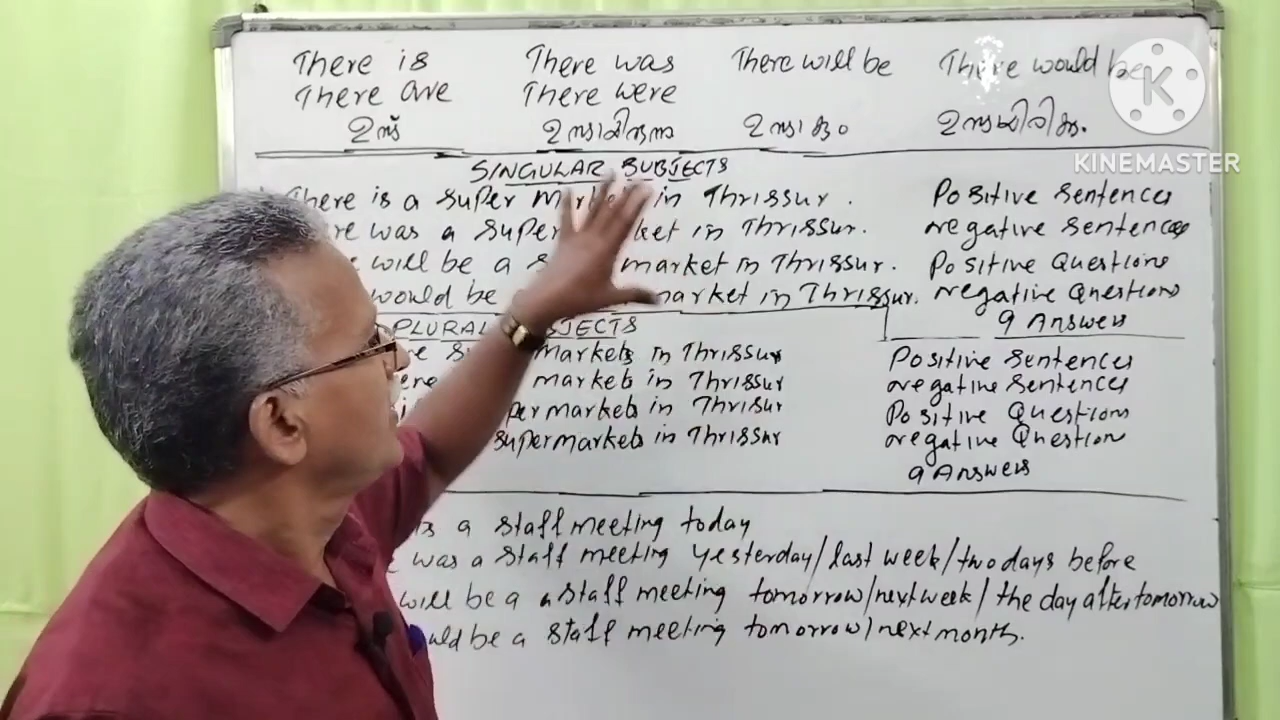 There is There was There will be There would be
There are There were
ഉണ്ട് ഉണ്ടായിരുന്നു ഉണ്ടാകും ഉണ്ടായിരിക്കും.
KINEMASTER
SINGULAR SUBJECTS
There is a super market in Thrissur. Positive sentences
was a super market in Thrissur. negative sentences
will be a market in Thrissur. Positive Questions
would be market in Thrissur. negative Questions
9 Answers
PLURAL SUBJECTS
markets in Thrissur Positive sentences
markets in Thrissur negative sentences
supermarkets in Thrissur Positive Questions
supermarkets in Thrissur negative Question
9 Answers
is a staff meeting today
was a staff meeting yesterday/last week/two days before
will be a a staff meeting tomorrow/next week/the day after tomorrow
would be a staff meeting tomorrow/next month.